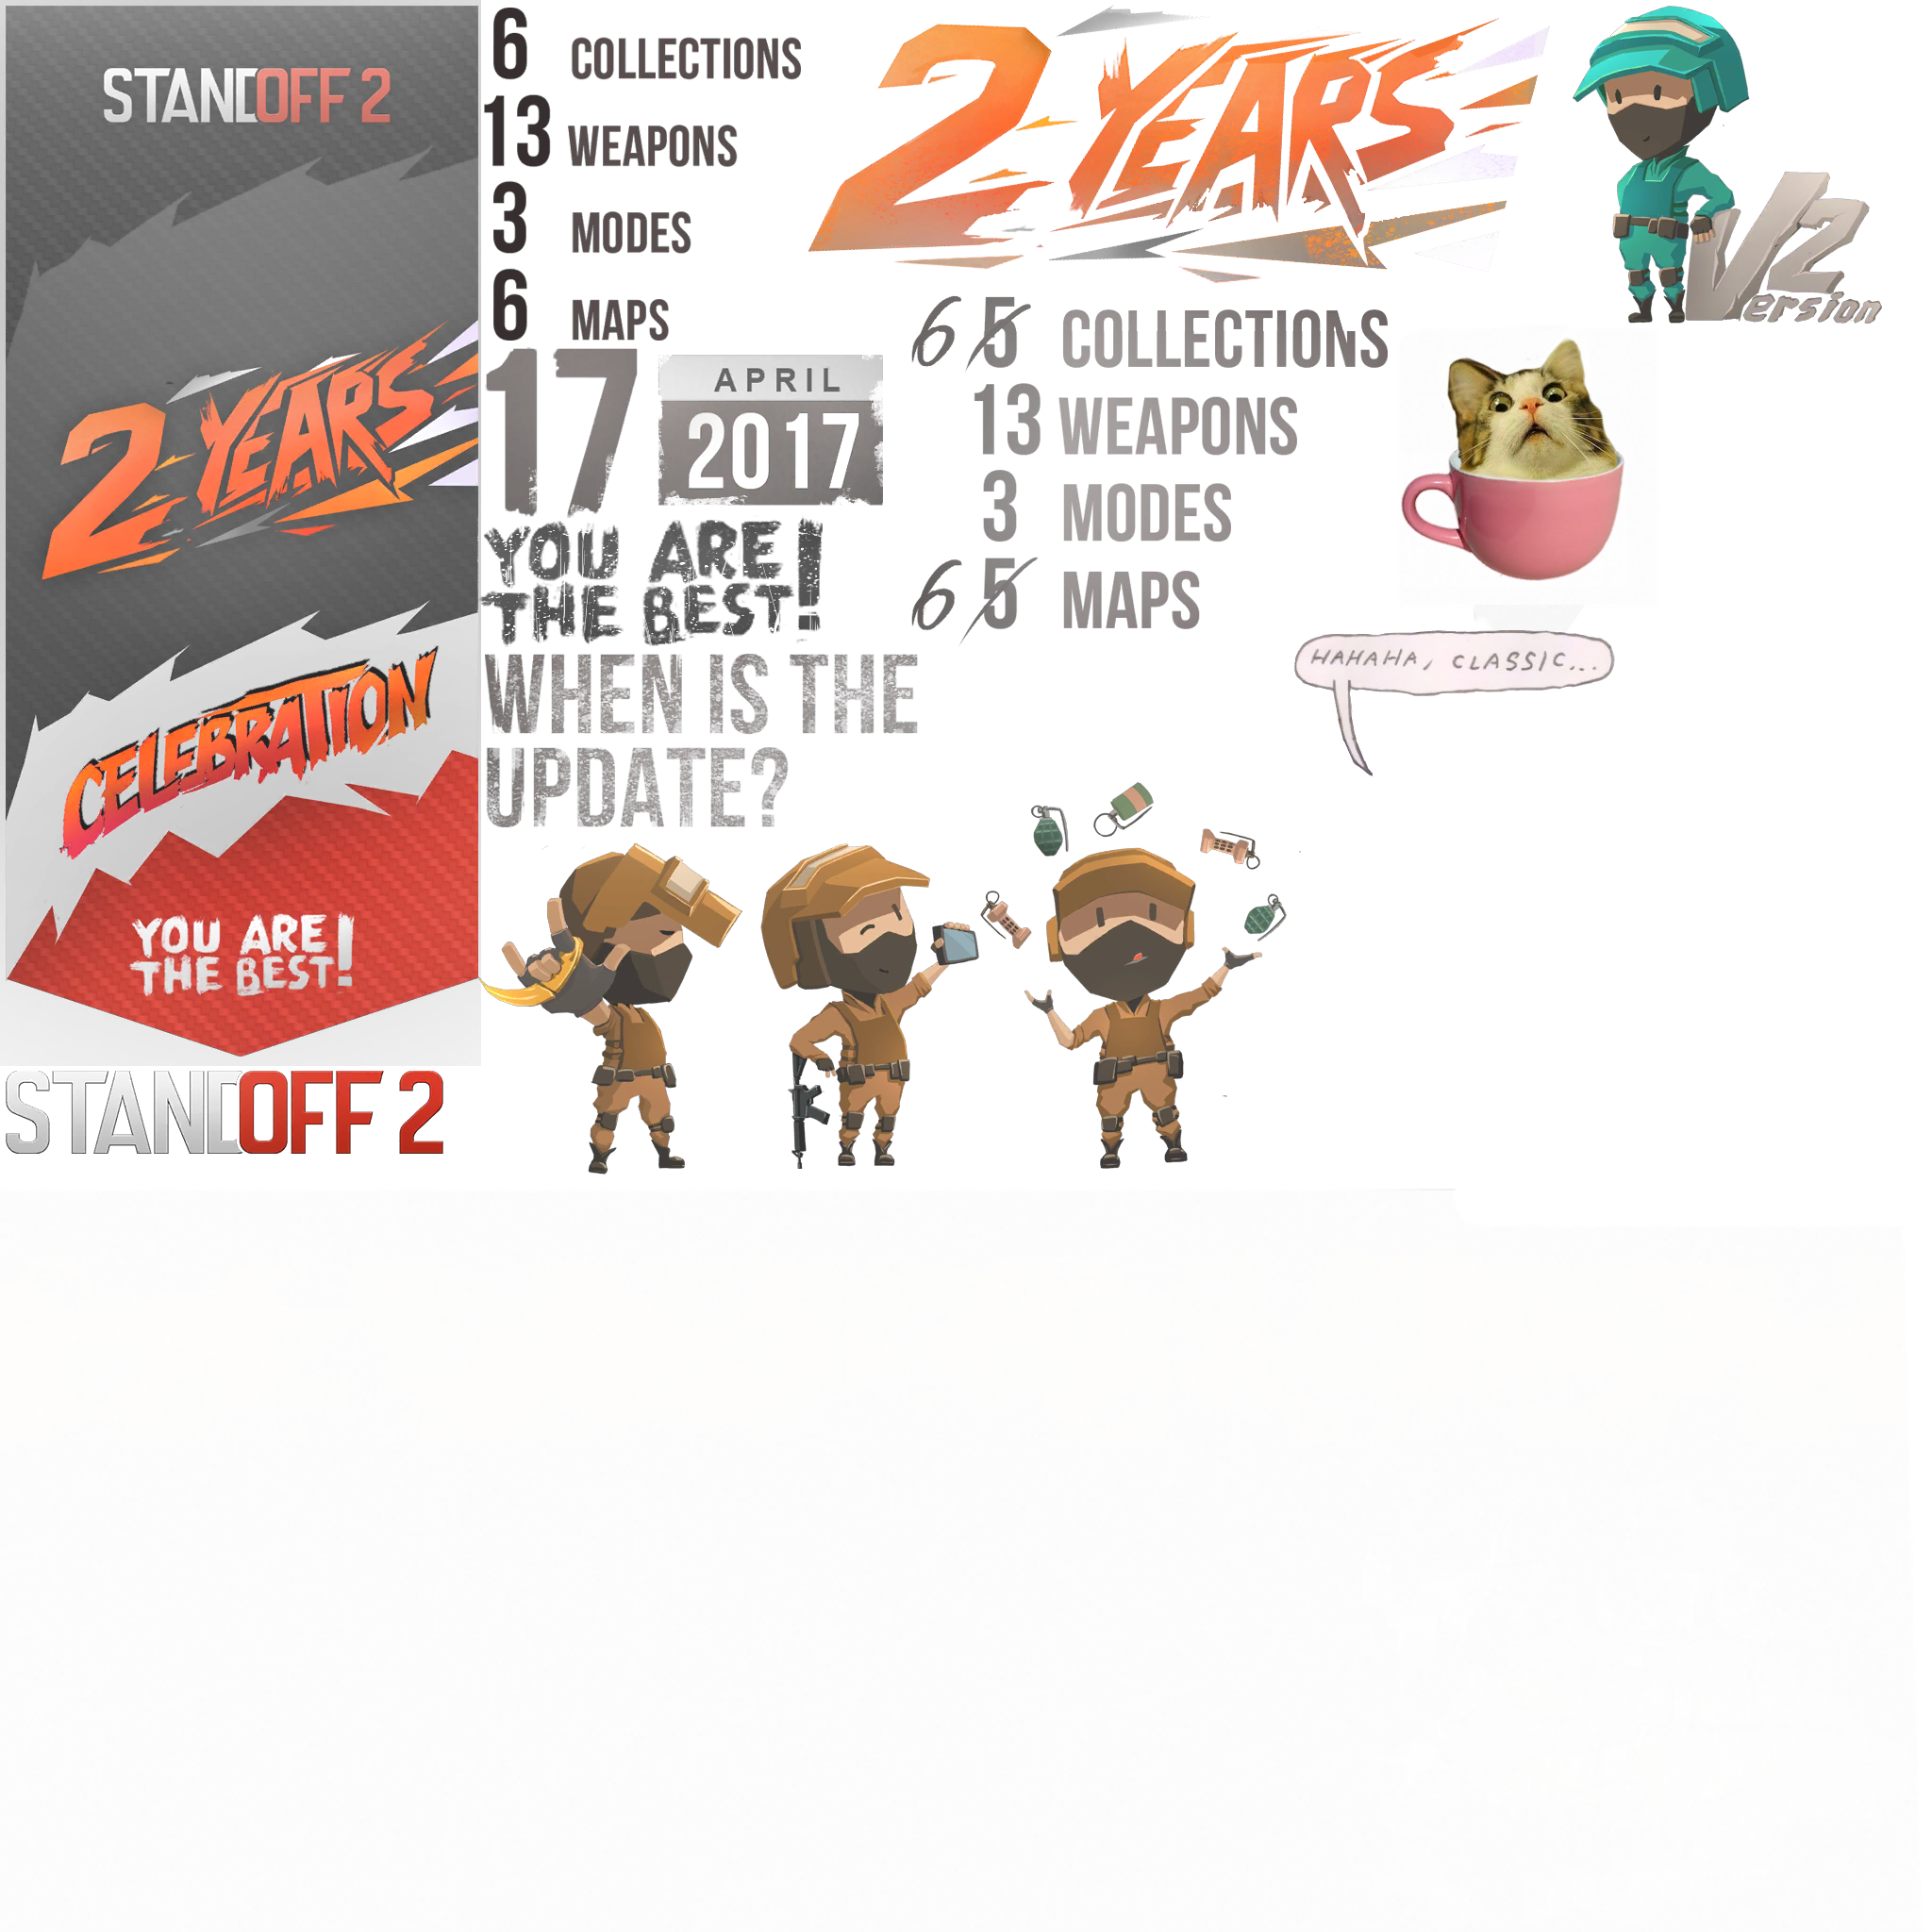 STANDOFF 2
2 YEARS
CELEBRATION
YOU ARE
THE BEST!
STANDOFF 2
6 COLLECTIONS
13 WEAPONS
3 MODES
6 MAPS
17
APRIL
2017
YOU ARE
THE BEST!
WHEN IS THE
UPDATE?
2 YEARS
6 5 COLLECTIONS
13 WEAPONS
3 MODES
6 5 MAPS
V2
ersion
HAHAHA, CLASSIC...